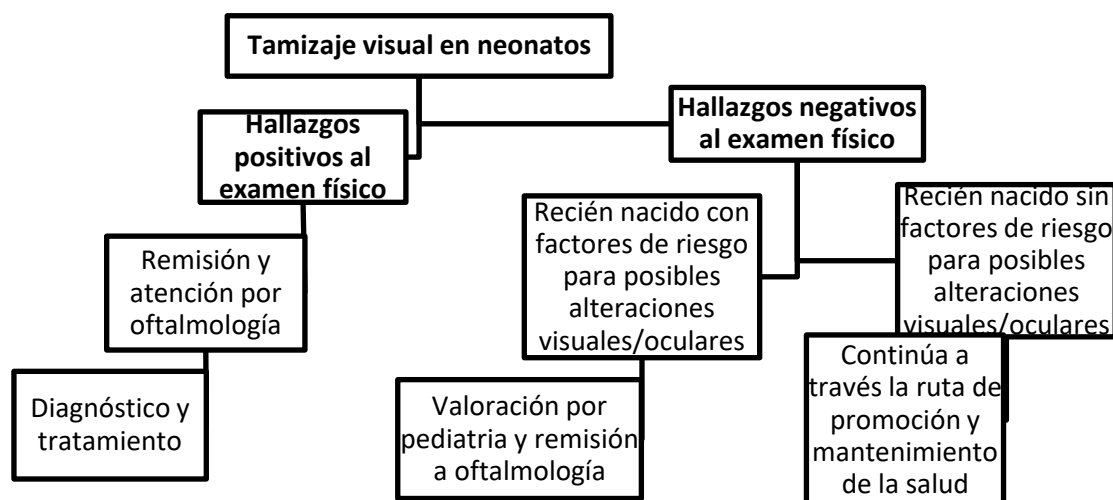 Tamizaje visual en neonatos
Hallazgos
positivos al
examen físico
Hallazgos negativos
al examen físico
Remisión y
atención por
oftalmología
Diagnóstico y
tratamiento
Recién nacido con
factores de riesgo
para posibles
alteraciones
visuales/oculares
Valoración por
pediatria y remisión
a oftalmología
Recién nacido sin
factores de riesgo
para posibles
alteraciones
visuales/oculares
Continúa a
través la ruta de
promoción y
mantenimiento
de la salud